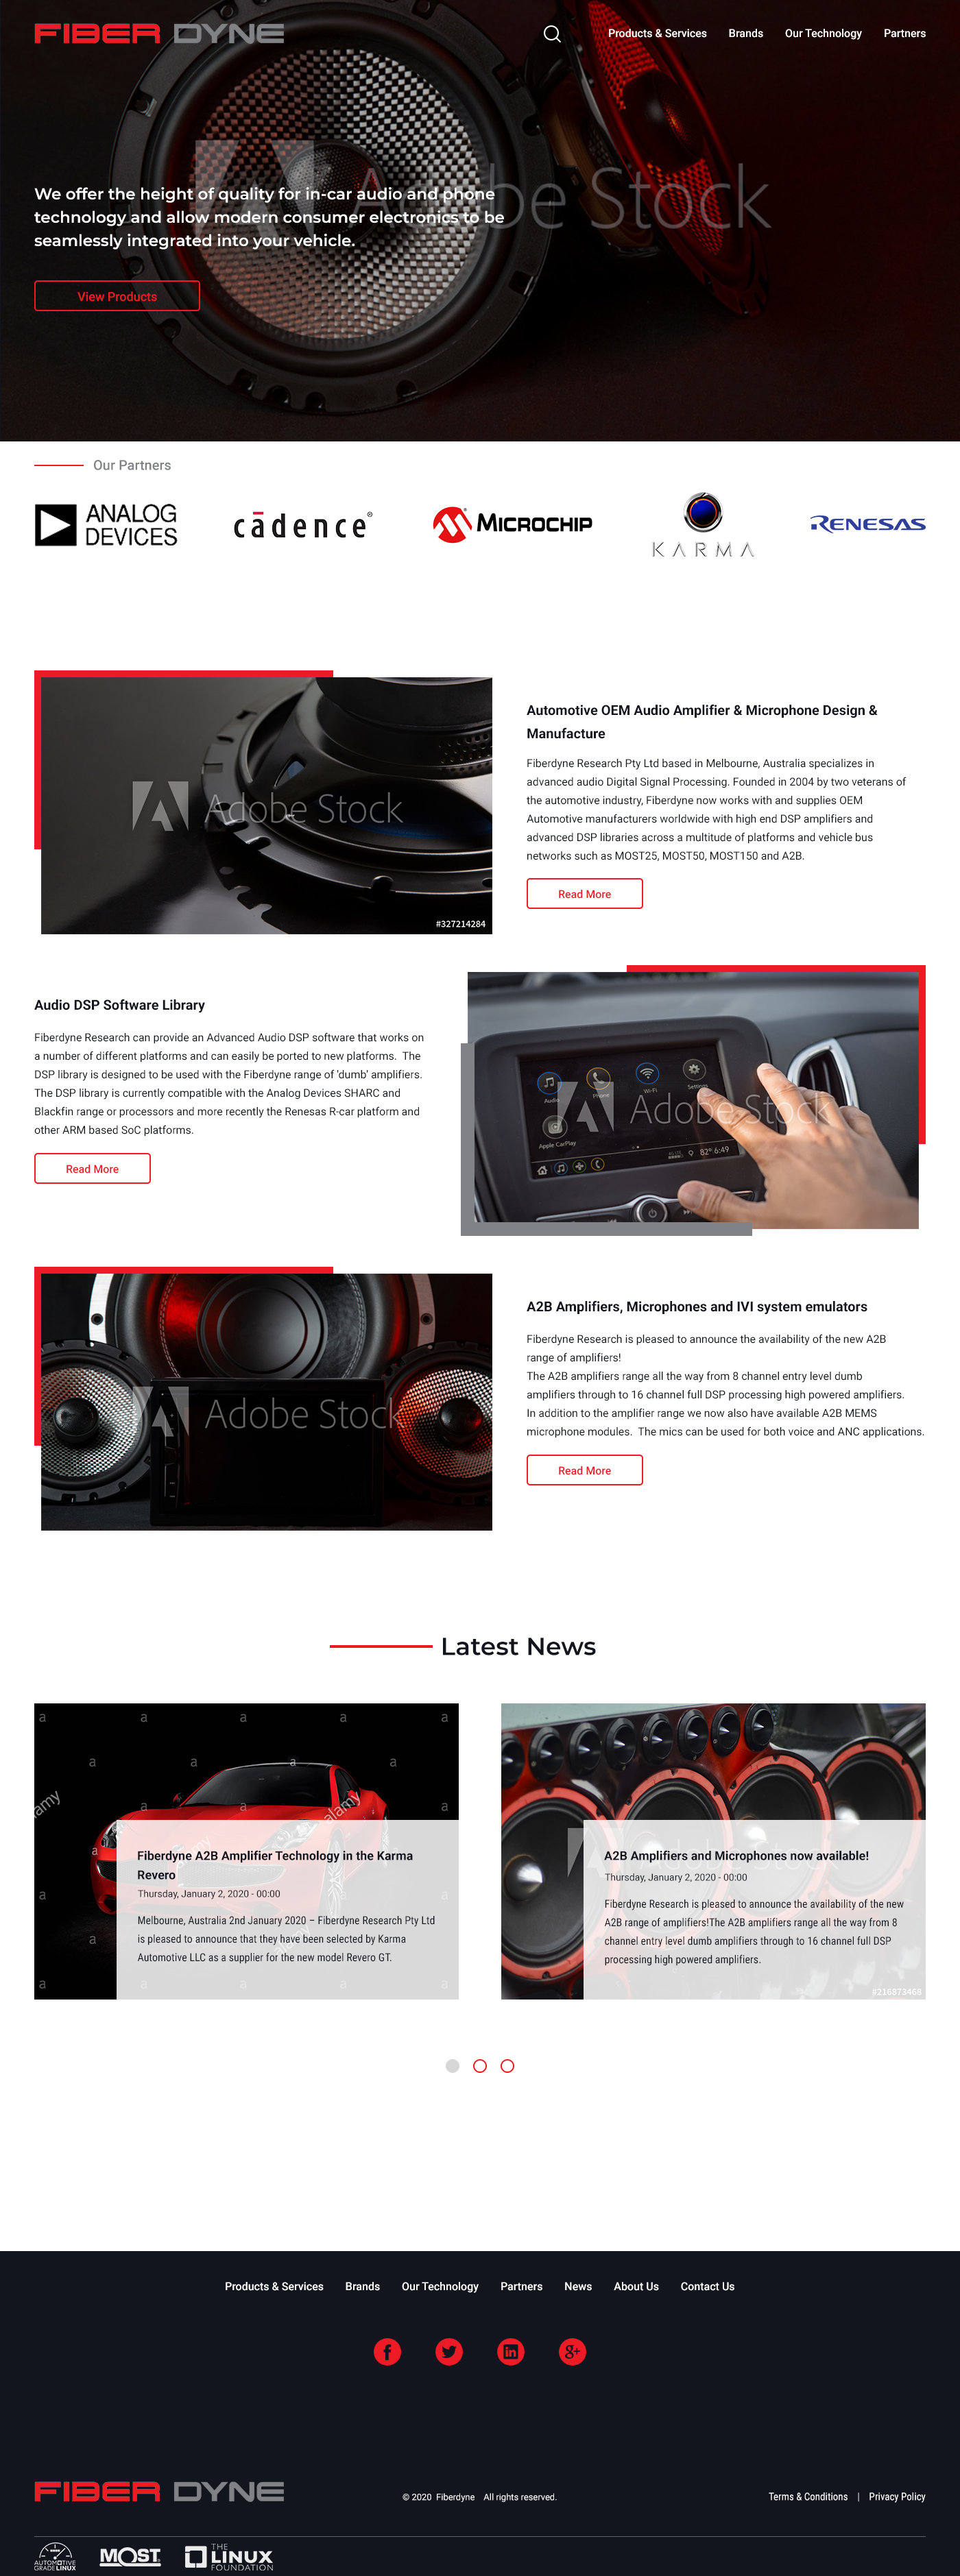 FIBER DYNE
Products & Services Brands Our Technology Partners
We offer the height of quality for in-car audio and phone
technology and allow modern consumer electronics to be
seamlessly integrated into your vehicle.
Adobe Stock
View Products
Our Partners
ANALOG
DEVICES
cādence®
MICROCHIP
KARMA
RENESAS
Adobe Stock
#327214284
Automotive OEM Audio Amplifier & Microphone Design &
Manufacture
Fiberdyne Research Pty Ltd based in Melbourne, Australia specializes in
advanced audio Digital Signal Processing. Founded in 2004 by two veterans of
the automotive industry, Fiberdyne now works with and supplies OEM
Automotive manufacturers worldwide with high end DSP amplifiers and
advanced DSP libraries across a multitude of platforms and vehicle bus
networks such as MOST25, MOST50, MOST150 and A2B.
Read More
Audio DSP Software Library
Fiberdyne Research can provide an Advanced Audio DSP software that works on
a number of different platforms and can easily be ported to new platforms. The
DSP library is designed to be used with the Fiberdyne range of 'dumb' amplifiers.
The DSP library is currently compatible with the Analog Devices SHARC and
Blackfin range or processors and more recently the Renesas R-car platform and
other ARM based SoC platforms.
Read More
Audio Phone Wi-Fi Settings
Apple CarPlay
82° 6:49
Adobe Stock
Adobe Stock
A2B Amplifiers, Microphones and IVI system emulators
Fiberdyne Research is pleased to announce the availability of the new A2B
range of amplifiers!
The A2B amplifiers range all the way from 8 channel entry level dumb
amplifiers through to 16 channel full DSP processing high powered amplifiers.
In addition to the amplifier range we now also have available A2B MEMS
microphone modules. The mics can be used for both voice and ANC applications.
Read More
Latest News
a a a a a
a a a a
a a a
alamy
a
a
a
a
Fiberdyne A2B Amplifier Technology in the Karma
Revero
Thursday, January 2, 2020 - 00:00
Melbourne, Australia 2nd January 2020 – Fiberdyne Research Pty Ltd
is pleased to announce that they have been selected by Karma
Automotive LLC as a supplier for the new model Revero GT.
A2B Amplifiers and Microphones now available!
Thursday, January 2, 2020 - 00:00
Fiberdyne Research is pleased to announce the availability of the new
A2B range of amplifiers!The A2B amplifiers range all the way from 8
channel entry level dumb amplifiers through to 16 channel full DSP
processing high powered amplifiers.
#216873468
Products & Services Brands Our Technology Partners News About Us Contact Us
FIBER DYNE
© 2020 Fiberdyne All rights reserved.
Terms & Conditions | Privacy Policy
AUTOMOTIVE
GRADE LINUX
MOST
THE
LINUX
FOUNDATION